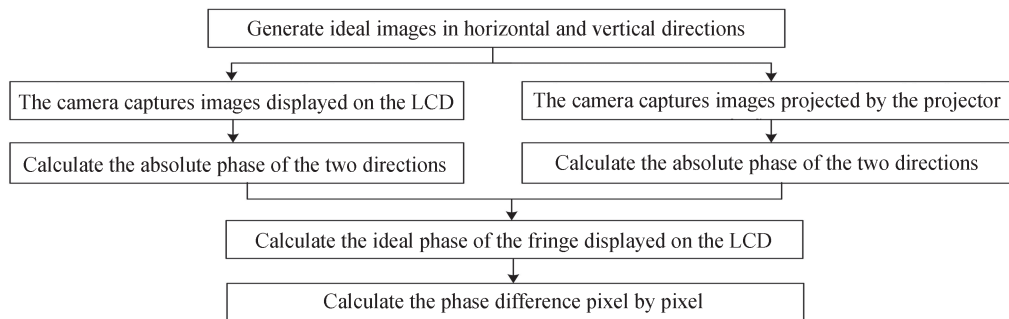 Generate ideal images in horizontal and vertical directions
The camera captures images displayed on the LCD
The camera captures images projected by the projector
Calculate the absolute phase of the two directions
Calculate the absolute phase of the two directions
Calculate the ideal phase of the fringe displayed on the LCD
Calculate the phase difference pixel by pixel